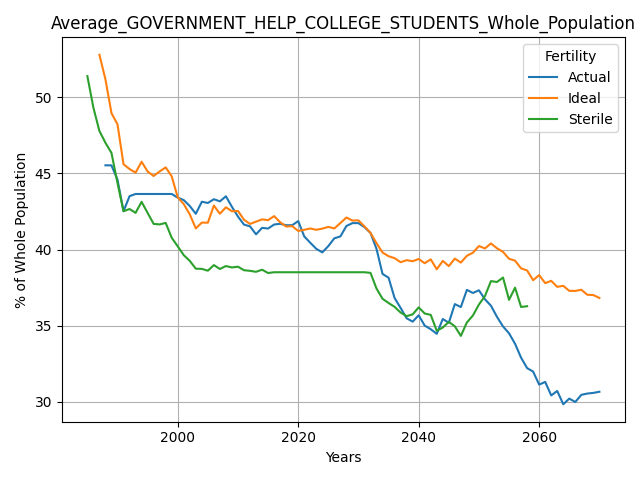 Average_GOVERNMENT_HELP_COLLEGE_STUDENTS_Whole_Population
Fertility
Actual
Ideal
Sterile
% of Whole Population
50
45
40
35
30
2000
2020
2040
2060
Years